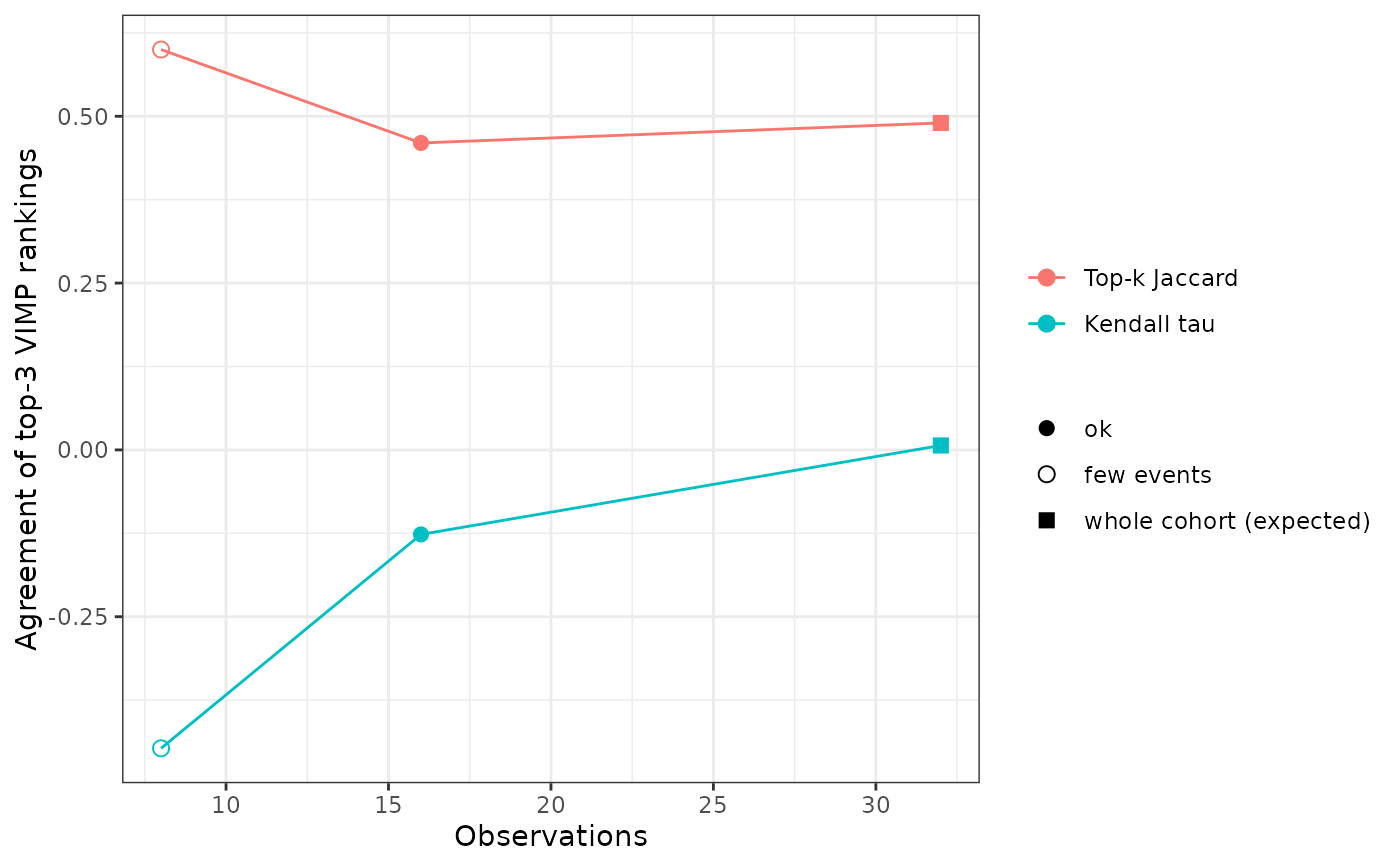 Agreement of top-3 VIMP rankings
0.50
0.25
0.00
-0.25
10 15 20 25 30
Observations
Top-k Jaccard
Kendall tau
ok
few events
whole cohort (expected)